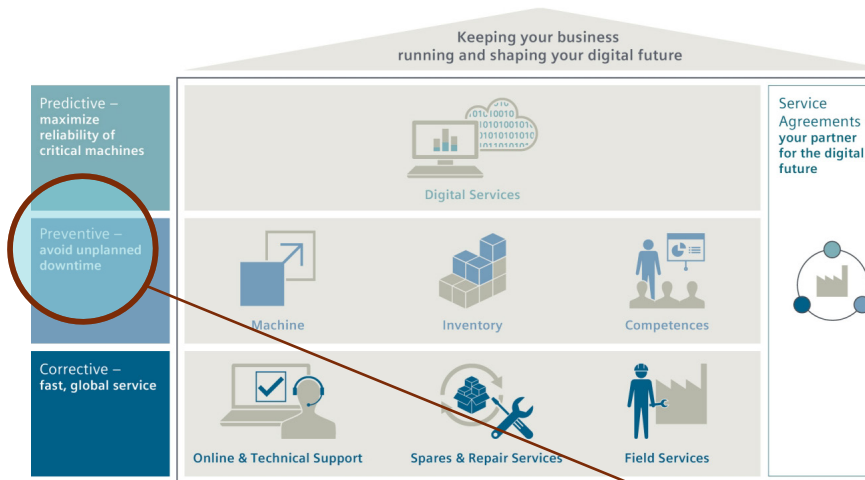 Keeping your business
running and shaping your digital future
Predictive –
maximize
reliability of
critical machines
Digital Services
Service
Agreements
your partner
for the digital
future
Preventive –
avoid unplanned
downtime
Machine
Inventory
Competences
Corrective –
fast, global service
Online & Technical Support
Spares & Repair Services
Field Services